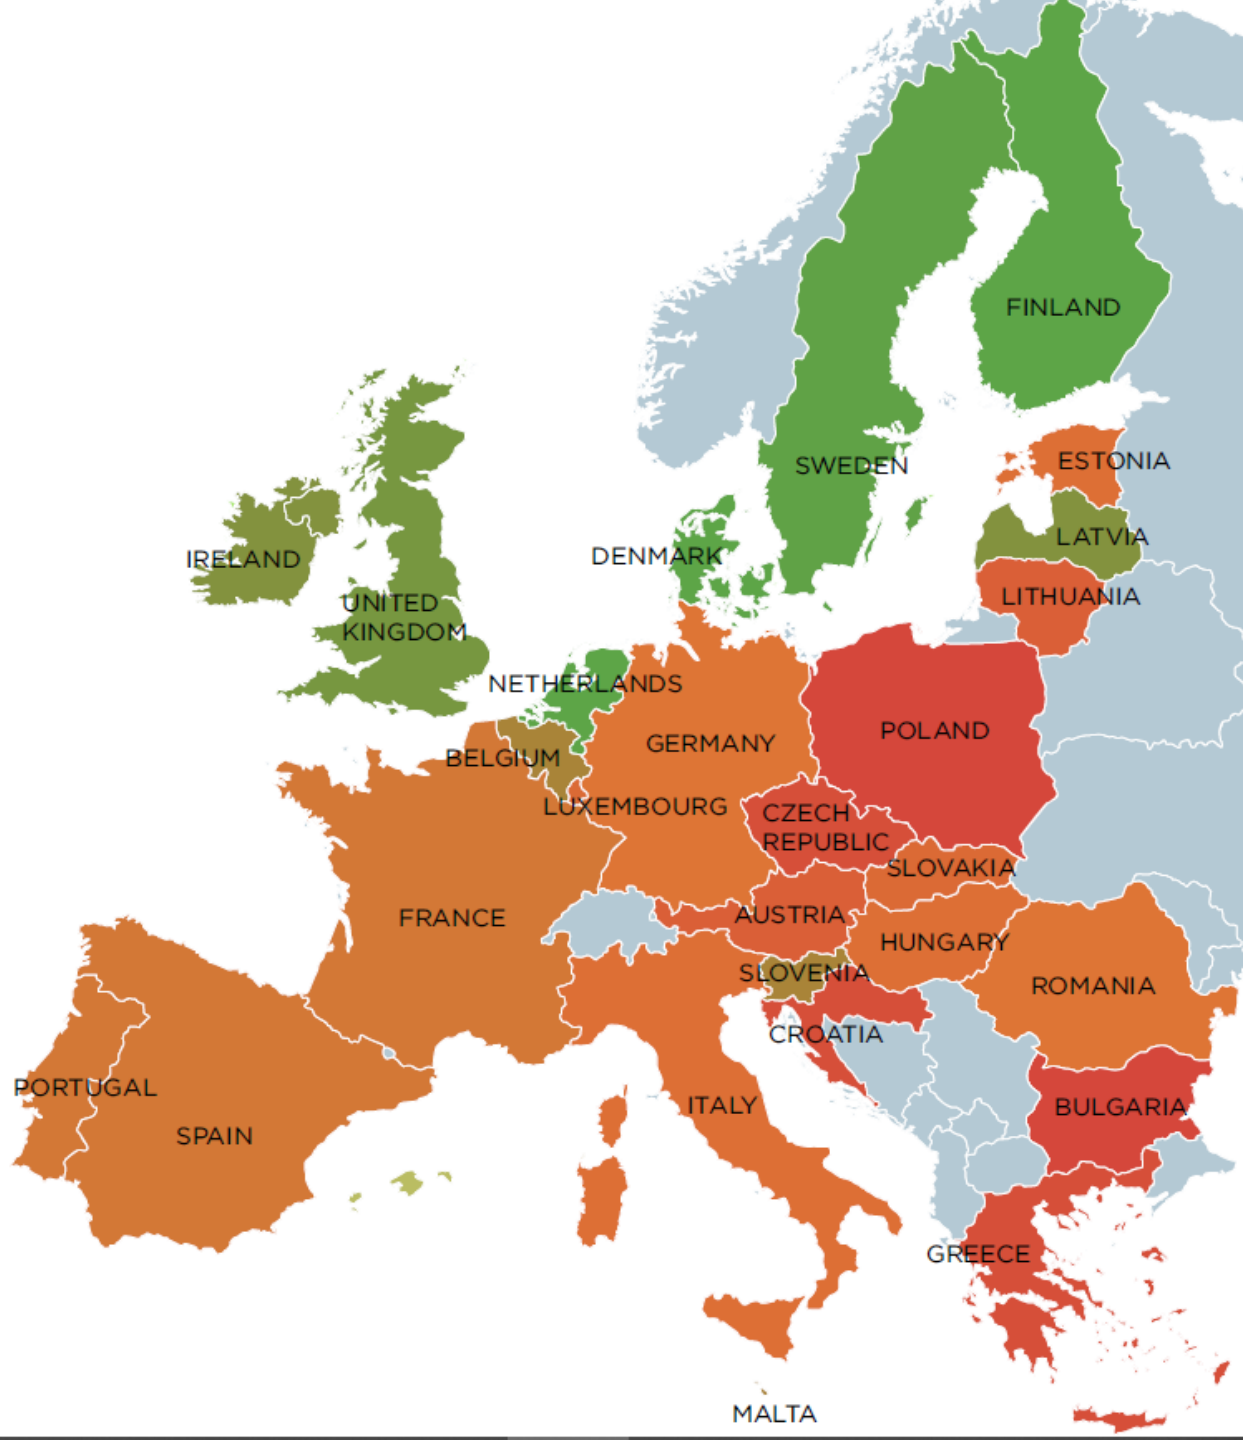 FINLAND
SWEDEN
ESTONIA
LATVIA
DENMARK
IRELAND
LITHUANIA
UNITED
KINGDOM
NETHERLANDS
POLAND
GERMANY
BELGIUM
LUXEMBOURG
CZECH
REPUBLIC
SLOVAKIA
AUSTRIA
FRANCE
HUNGARY
SLOVENIA
ROMANIA
CROATIA
PORTUGAL
ITALY
BULGARIA
SPAIN
GREECE
MALTA